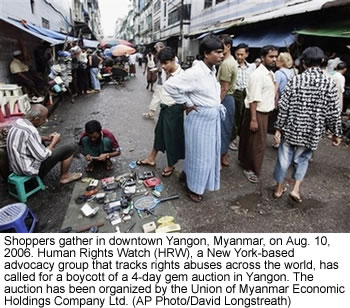 Shoppers gather in downtown Yangon, Myanmar, on Aug. 10,
2006. Human Rights Watch (HRW), a New York-based
advocacy group that tracks rights abuses across the world, has
called for a boycott of a 4-day gem auction in Yangon. The
auction has been organized by the Union of Myanmar Economic
Holdings Company Ltd. (AP Photo/David Longstreath)